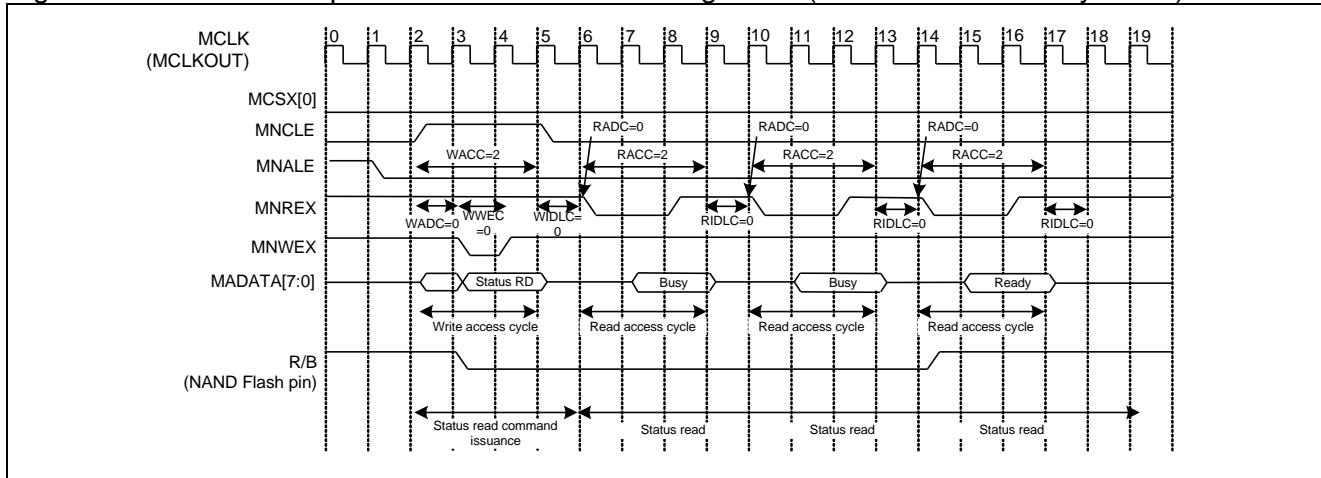 MCLK
(MCLKOUT)
0 1 2 3 4 5 6 7 8 9 10 11 12 13 14 15 16 17 18 19
MCSX[0]
MNCLE
RADC=0 RADC=0 RADC=0
MNALE
WACC=2 RACC=2 RACC=2 RACC=2
MNREX
WADC=0
WWEC
=0
WIDLC=
0
RIDLC=0 RIDLC=0 RIDLC=0
MNWEX
MADATA[7:0]
Status RD Busy Busy Ready
Write access cycle Read access cycle Read access cycle Read access cycle
R/B
(NAND Flash pin)
Status read command
issuance
Status read Status read Status read